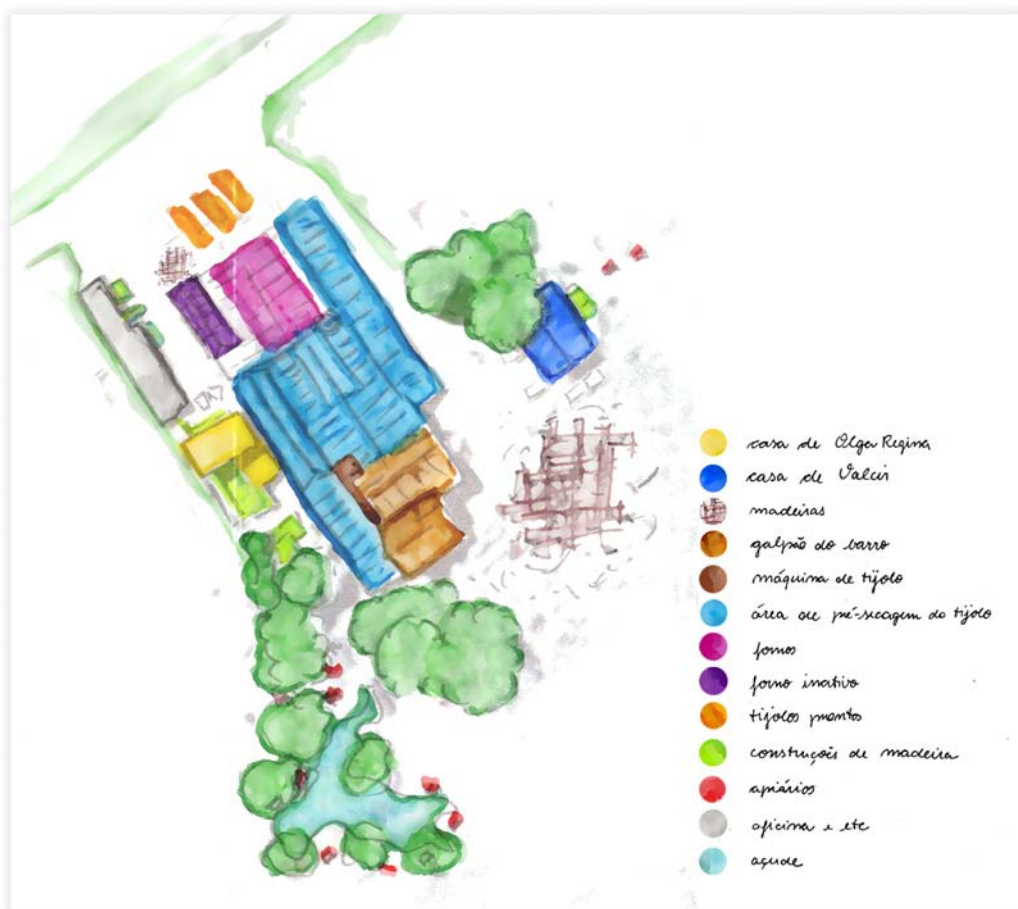 casa de Olga Regina
casa de Valcir
madeiras
galpão do barro
máquina de tijolo
área de pré-secagem do tijolo
fornos
forno inativo
tijolos prontos
construções de madeira
apiários
oficina e etc
açude